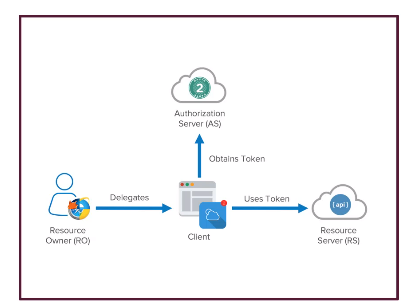 2
Authorization
Server (AS)
Obtains Token
Delegates
Uses Token
[api]
Resource
Owner (RO)
Client
Resource
Server (RS)